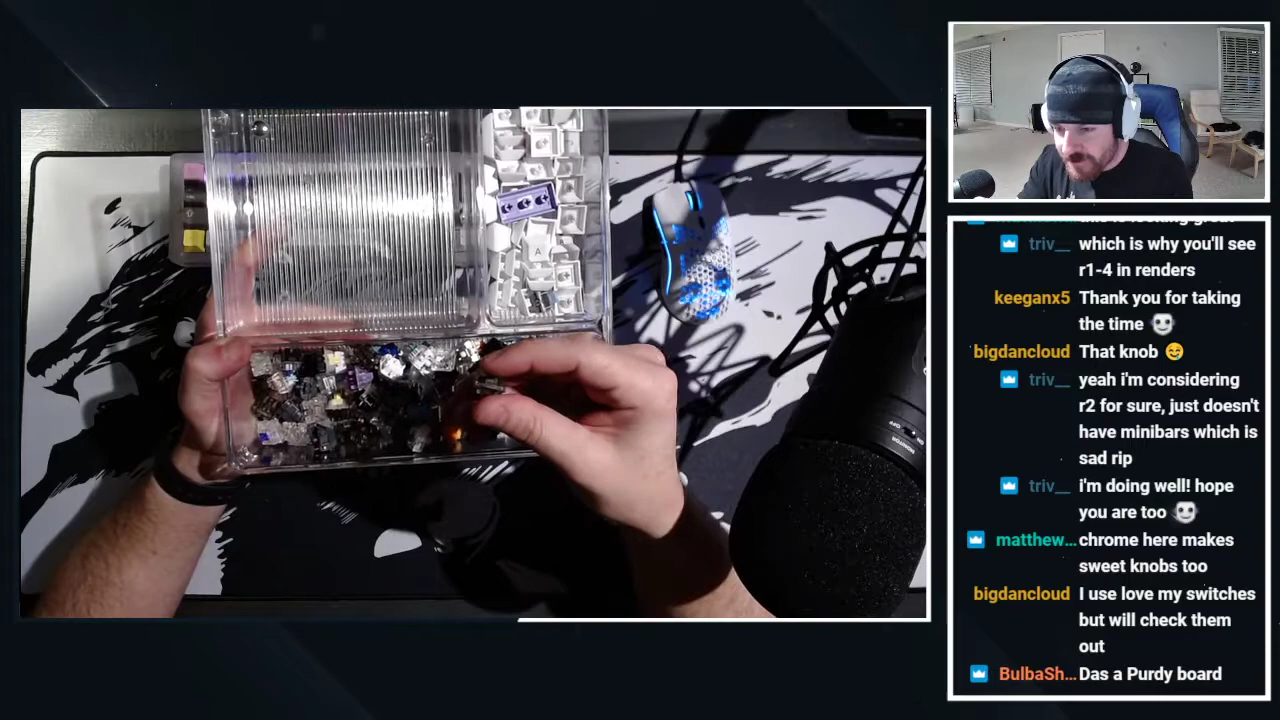 triv__ which is why you'll see
r1-4 in renders
keeganx5 Thank you for taking
the time
bigdancloud That knob
triv__ yeah i'm considering
r2 for sure, just doesn't
have minibars which is
sad rip
triv__ i'm doing well! hope
you are too
matthew... chrome here makes
sweet knobs too
bigdancloud I use love my switches
but will check them
out
BulbaSh... Das a Purdy board